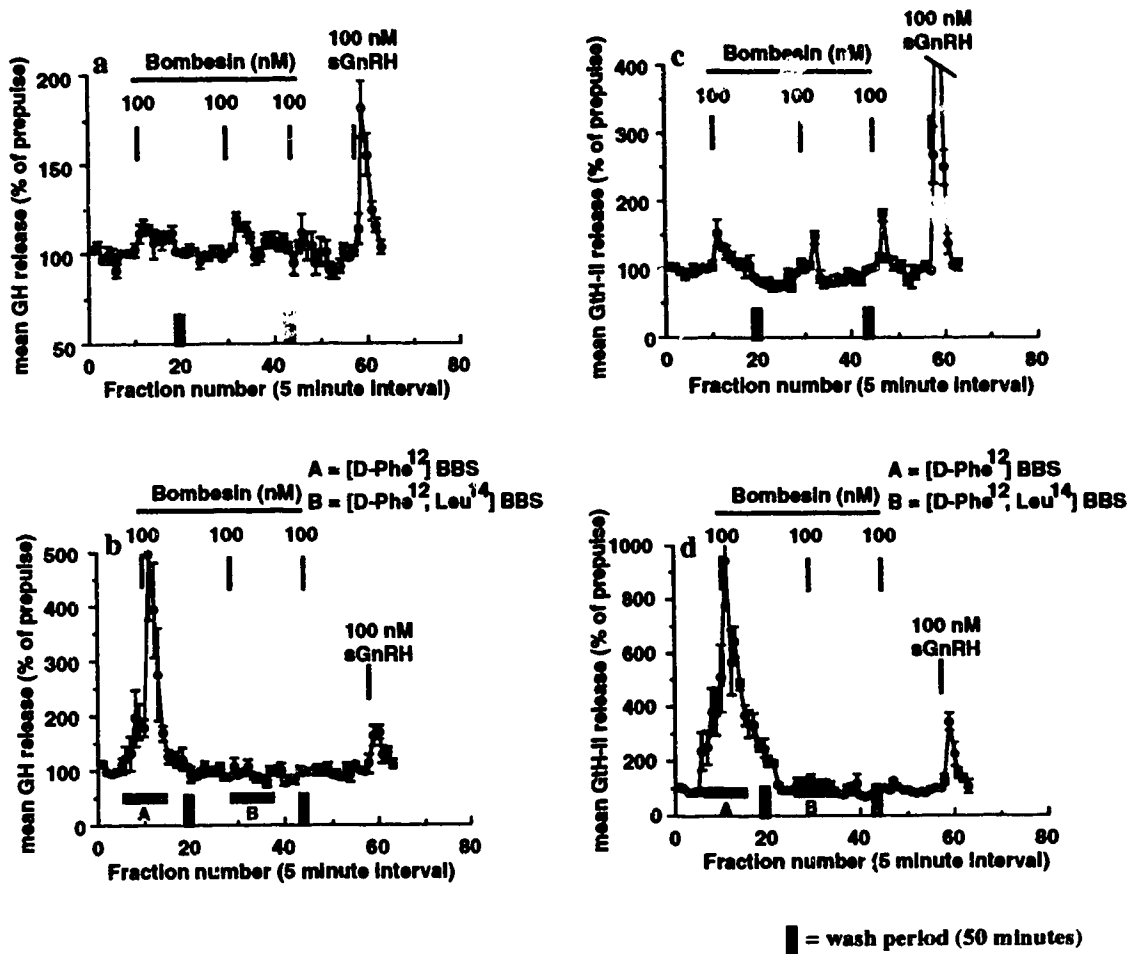 a
Bombesin (nM)
100 100 100
100 nM
sGnRH
mean GH release (% of prepulse)
200
150
100
50
0 20 40 60 80
Fraction number (5 minute interval)
c
Bombesin (nM)
100 100 100
100 nM
sGnRH
mean GtH-II release (% of prepulse)
400
300
200
100
0
0 20 40 60 80
Fraction number (5 minute interval)
b
A = [D-Phe12] BBS
B = [D-Phe12, Leu14] BBS
Bombesin (nM)
100 100 100
100 nM
sGnRH
mean GH release (% of prepulse)
500
400
300
200
100
0
A B
0 20 40 60 80
Fraction number (5 minute interval)
d
A = [D-Phe12] BBS
B = [D-Phe12, Leu14] BBS
Bombesin (nM)
100 100 100
100 nM
sGnRH
mean GtH-II release (% of prepulse)
1000
800
600
400
200
0
A B
0 20 40 60 80
Fraction number (5 minute interval)
= wash period (50 minutes)